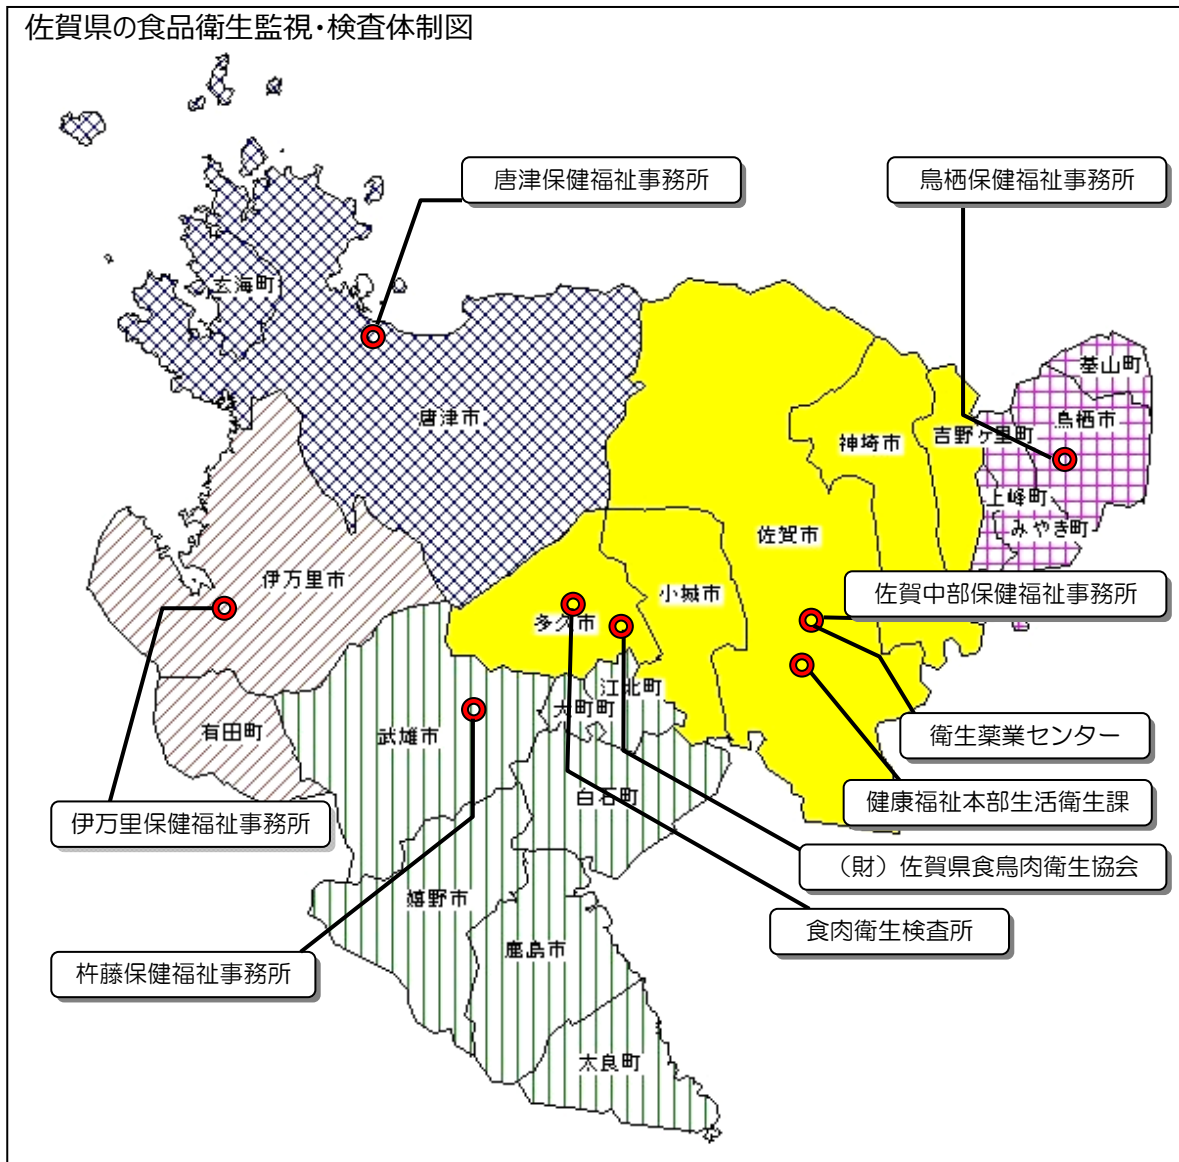 佐賀県の食品衛生監視・検査体制図
唐津保健福祉事務所
鳥栖保健福祉事務所
玄海町
基山町
唐津市
鳥栖市
神埼市
吉野ヶ里町
上峰町
みやき町
佐賀市
伊万里市
小城市
佐賀中部保健福祉事務所
多久市
江北町
大町町
有田町
武雄市
衛生薬業センター
白石町
健康福祉本部生活衛生課
伊万里保健福祉事務所
（財）佐賀県食鳥肉衛生協会
嬉野市
食肉衛生検査所
鹿島市
杵藤保健福祉事務所
太良町